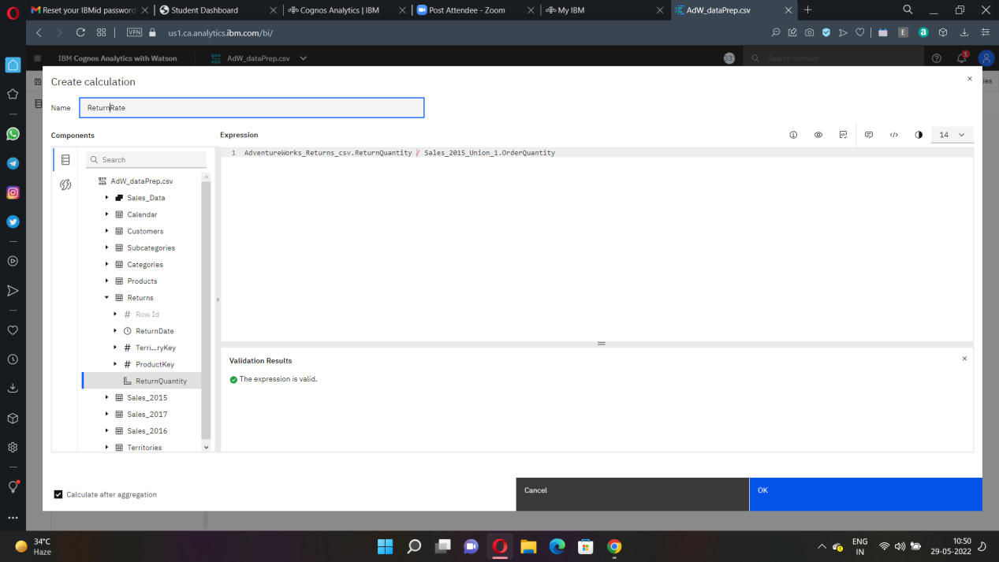 Reset your IBMid password
Student Dashboard
Cognos Analytics | IBM
Post Attendee - Zoom
My IBM
AdW_dataPrep.csv
VPN
us1.ca.analytics.ibm.com/bi/
IBM Cognos Analytics with Watson
AdW_dataPrep.csv
Search content
1
ies
Create calculation
Name
ReturnRate
Components
Expression
14
Search
1 AdventureWorks_Returns_csv.ReturnQuantity / Sales_2015_Union_1.OrderQuantity
AdW_dataPrep.csv
Sales_Data
Calendar
Customers
Subcategories
Categories
Products
Returns
# Row Id
ReturnDate
# Terri...ryKey
# ProductKey
ReturnQuantity
Sales_2015
Sales_2017
Sales_2016
Territories
Validation Results
The expression is valid.
Calculate after aggregation
Cancel
OK
34°C
Haze
ENG
IN
10:50
29-05-2022